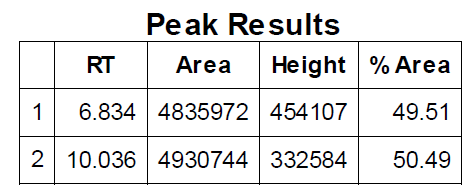 Peak Results
RT Area Height % Area
1 6.834 4835972 454107 49.51
2 10.036 4930744 332584 50.49